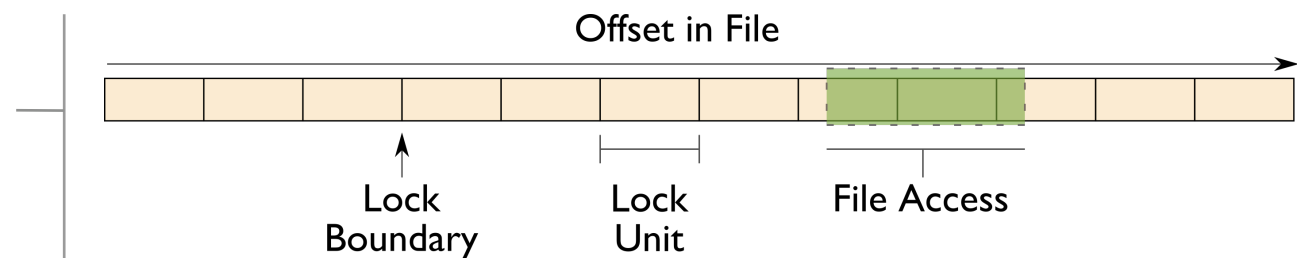 Offset in File
Lock
Boundary
Lock
Unit
File Access